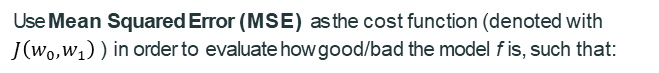 Use Mean Squared Error (MSE) as the cost function (denoted with
J(w₀,w₁) ) in order to evaluate how good/bad the model f is, such that: